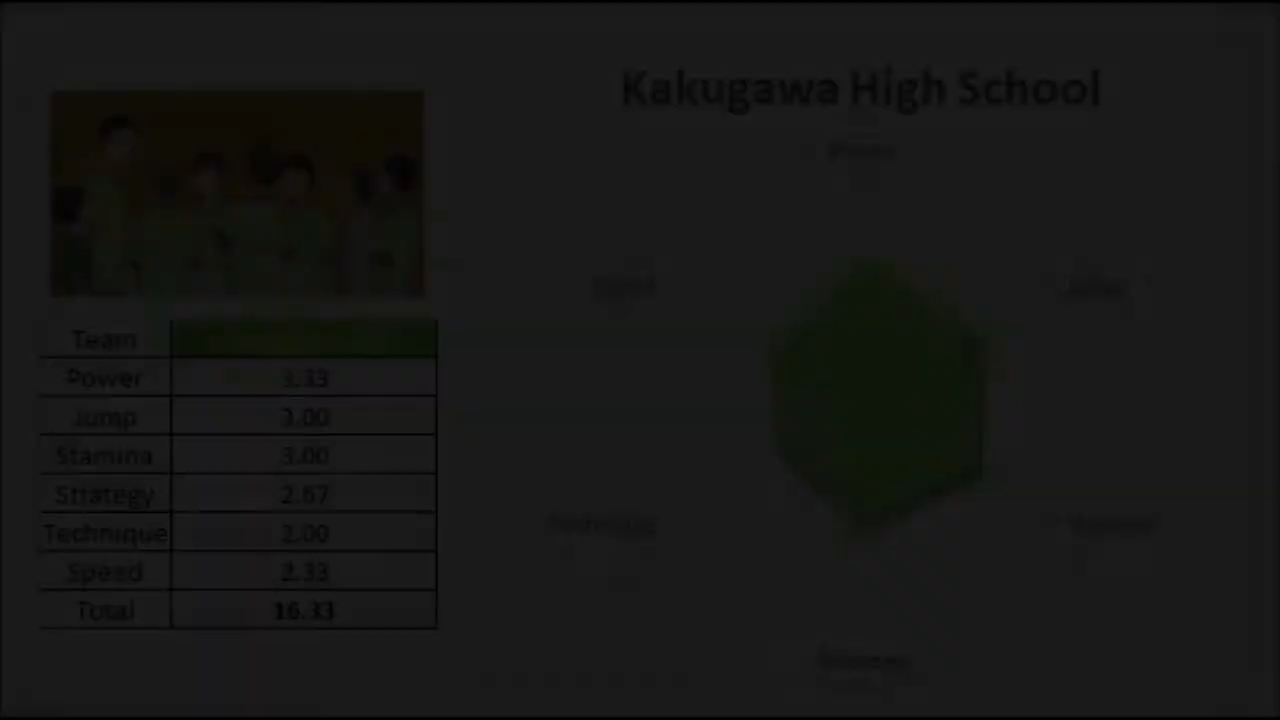 Kakugawa High School
Team
Power 3.33
Jump 3.00
Stamina 3.00
Strategy 2.67
Technique 2.00
Speed 2.33
Total 16.33